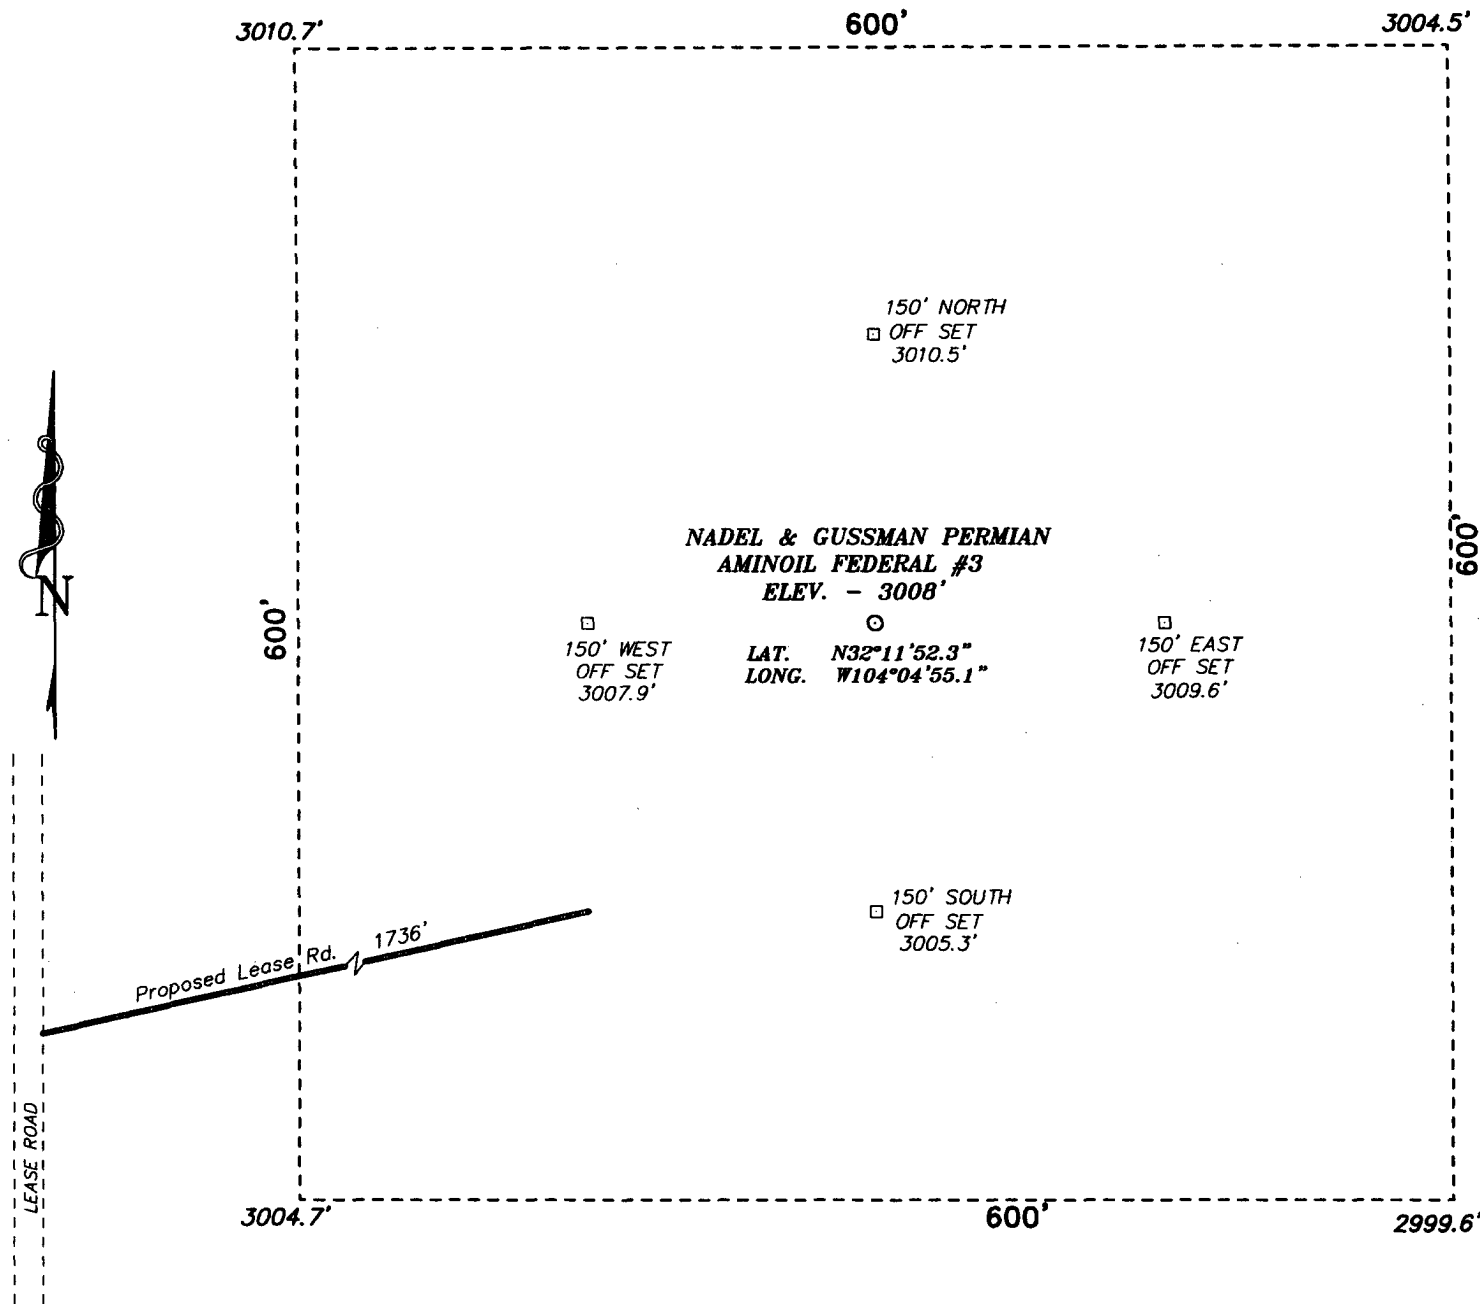 3010.7'
600'
3004.5'
150' NORTH
OFF SET
3010.5'
N
NADEL & GUSSMAN PERMIAN
AMINOIL FEDERAL #3
ELEV. - 3008'
600'
600'
150' WEST
OFF SET
3007.9'
LAT. N32°11'52.3"
LONG. W104°04'55.1"
150' EAST
OFF SET
3009.6'
150' SOUTH
OFF SET
3005.3'
Proposed Lease Rd. 1736'
LEASE ROAD
3004.7'
600'
2999.6'